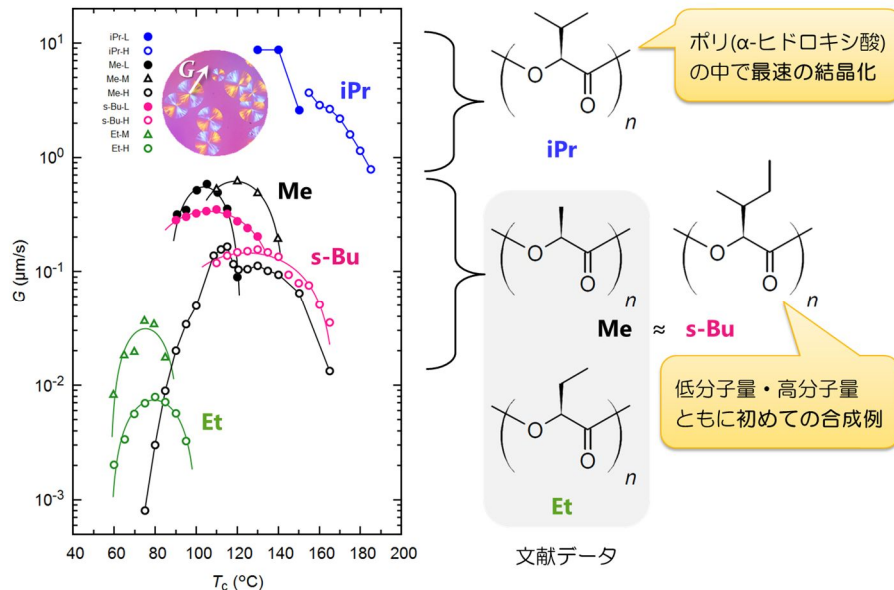 iPr-L
iPr-H
Me-L
Me-M
Me-H
s-Bu-L
s-Bu-H
Et-M
Et-H
G
iPr
Me
s-Bu
Et
10¹
10⁰
10⁻¹
10⁻²
10⁻³
G (μm/s)
40 60 80 100 120 140 160 180 200
Tc (°C)
O
O
n
iPr
ポリ(α-ヒドロキシ酸)
の中で最速の結晶化
O
O
n
O
O
n
Me ≈ s-Bu
O
O
n
Et
低分子量・高分子量
ともに初めての合成例
文献データ